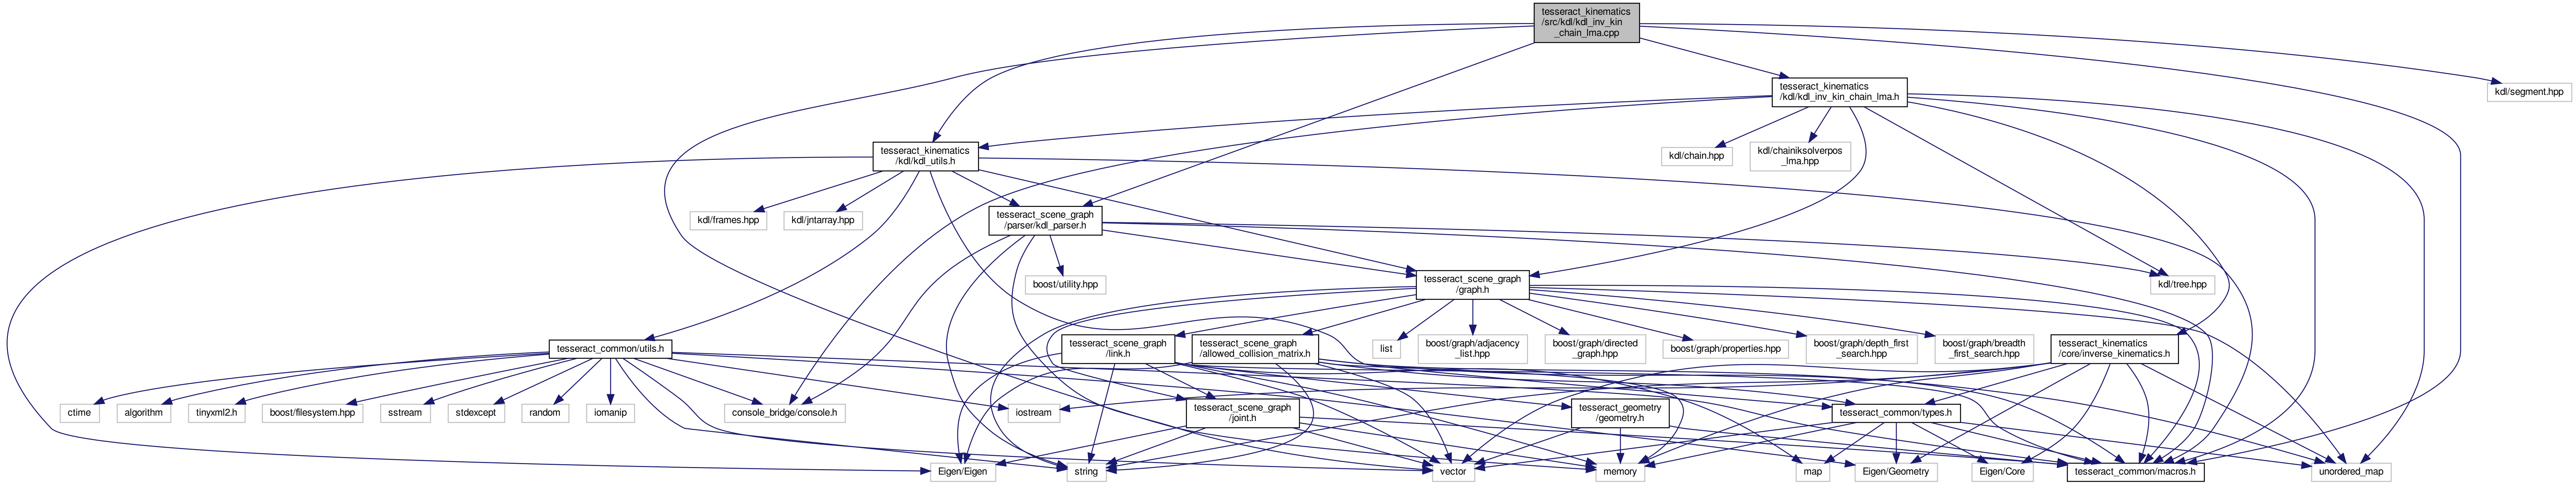 tesseract_kinematics
/src/kdl/kdl_inv_kin
_chain_lma.cpp
tesseract_kinematics
/kdl/kdl_inv_kin_chain_lma.h
kdl/segment.hpp
tesseract_kinematics
/kdl/kdl_utils.h
kdl/chain.hpp
kdl/chainiksolverpos
_lma.hpp
kdl/frames.hpp
kdl/jntarray.hpp
tesseract_scene_graph
/parser/kdl_parser.h
boost/utility.hpp
tesseract_scene_graph
/graph.h
kdl/tree.hpp
tesseract_common/utils.h
tesseract_scene_graph
/link.h
tesseract_scene_graph
/allowed_collision_matrix.h
list
boost/graph/adjacency
_list.hpp
boost/graph/directed
_graph.hpp
boost/graph/properties.hpp
boost/graph/depth_first
_search.hpp
boost/graph/breadth
_first_search.hpp
tesseract_kinematics
/core/inverse_kinematics.h
ctime
algorithm
tinyxml2.h
boost/filesystem.hpp
sstream
stdexcept
random
iomanip
console_bridge/console.h
iostream
tesseract_scene_graph
/joint.h
tesseract_geometry
/geometry.h
tesseract_common/types.h
Eigen/Eigen
string
vector
memory
map
Eigen/Geometry
Eigen/Core
tesseract_common/macros.h
unordered_map